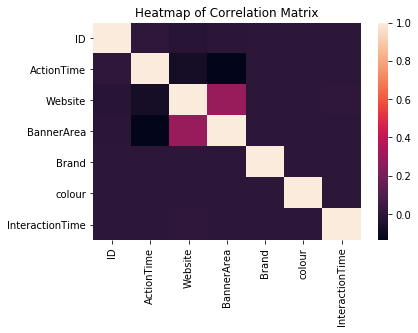 Heatmap of Correlation Matrix
ID
ActionTime
Website
BannerArea
Brand
colour
InteractionTime
ID
ActionTime
Website
BannerArea
Brand
colour
InteractionTime
1.0
0.8
0.6
0.4
0.2
0.0